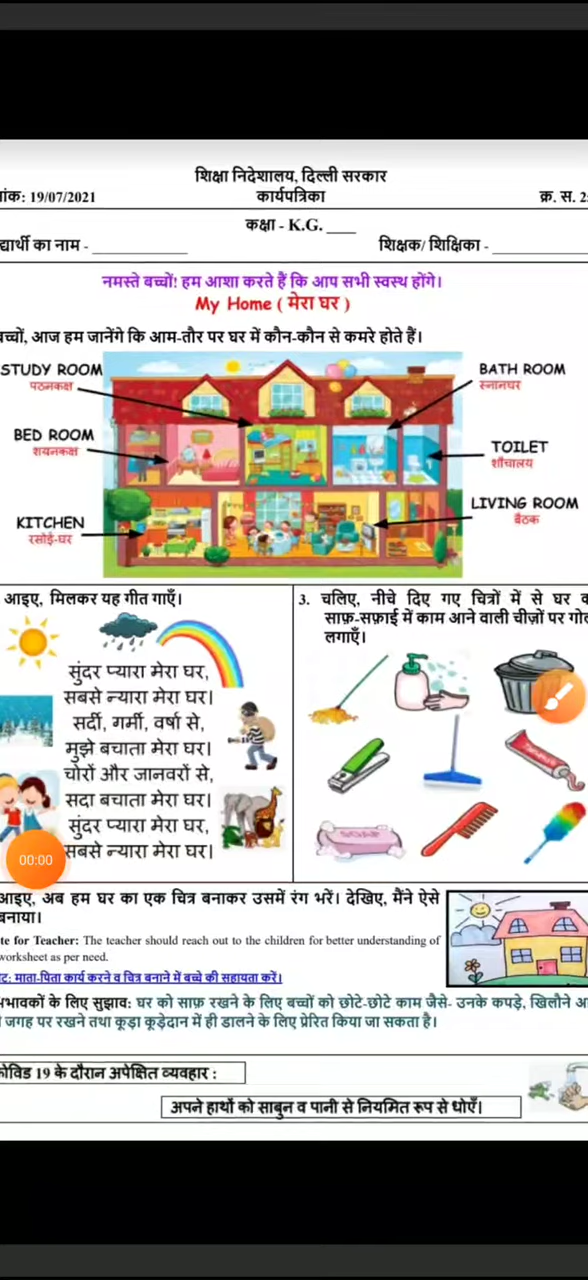 शिक्षा निदेशालय, दिल्ली सरकार
19/07/2021
कार्यपत्रिका
क्र. स.
कक्षा - K.G. ____
का नाम - ____________
शिक्षक/ शिक्षिका - ____________
नमस्ते बच्चों! हम आशा करते हैं कि आप सभी स्वस्थ होंगे।
My Home ( मेरा घर )
आज हम जानेंगे कि आम-तौर पर घर में कौन-कौन से कमरे होते हैं।
STUDY ROOM
पठनकक्ष
BED ROOM
शयनकक्ष
KITCHEN
रसोई-घर
BATH ROOM
स्नानघर
TOILET
शौचालय
LIVING ROOM
बैठक
आइए, मिलकर यह गीत गाएँ।
सुंदर प्यारा मेरा घर,
सबसे न्यारा मेरा घर।
सर्दी, गर्मी, वर्षा से,
मुझे बचाता मेरा घर।
चोरों और जानवरों से,
सदा बचाता मेरा घर।
सुंदर प्यारा मेरा घर,
सबसे न्यारा मेरा घर।
00:00
3. चलिए, नीचे दिए गए चित्रों में से घर
साफ़-सफ़ाई में काम आने वाली चीज़ों पर
लगाएँ।
SOAP
आइए, अब हम घर का एक चित्र बनाकर उसमें रंग भरें। देखिए, मैंने ऐसे
बनाया।
for Teacher: The teacher should reach out to the children for better understanding of
worksheet as per need.
माता-पिता कार्य करने व चित्र बनाने में बच्चे की सहायता करें।
के लिए सुझाव: घर को साफ़ रखने के लिए बच्चों को छोटे-छोटे काम जैसे- उनके कपड़े, खिलौने
जगह पर रखने तथा कूड़ा कूड़ेदान में ही डालने के लिए प्रेरित किया जा सकता है।
19 के दौरान अपेक्षित व्यवहार :
अपने हाथों को साबुन व पानी से नियमित रूप से धोएँ।